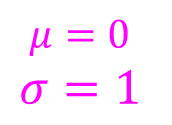 μ = 0
σ = 1